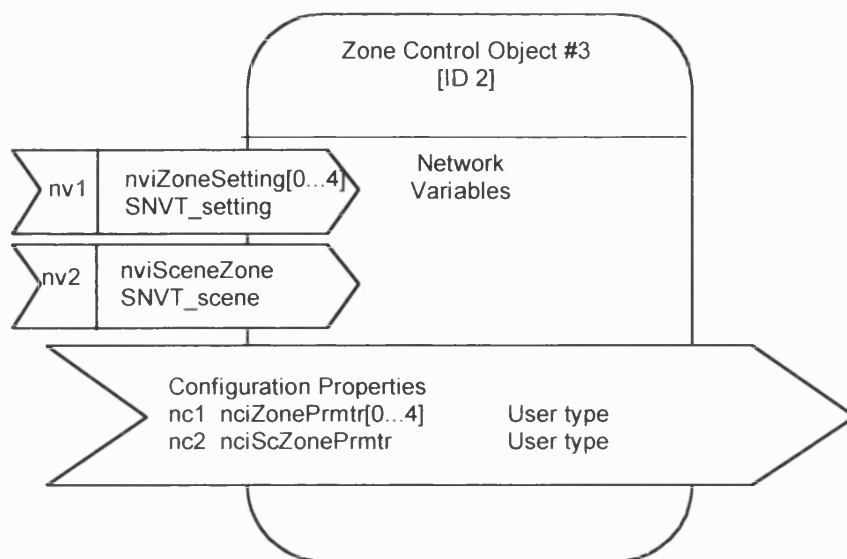 Zone Control Object #3
[ID 2]
Network
Variables
nv1 nviZoneSetting[0...4]
SNVT_setting
nv2 nviSceneZone
SNVT_scene
Configuration Properties
nc1 nciZonePrmtr[0...4] User type
nc2 nciScZonePrmtr User type